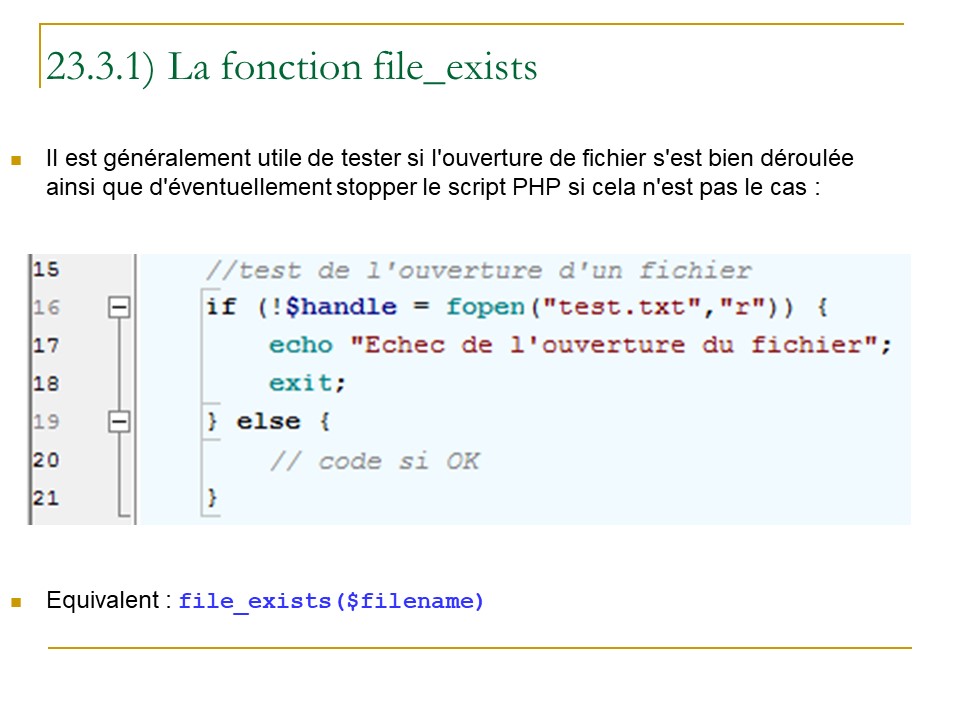 23.3.1) La fonction file_exists
Il est généralement utile de tester si l'ouverture de fichier s'est bien déroulée
ainsi que d'éventuellement stopper le script PHP si cela n'est pas le cas :
15 //test de l'ouverture d'un fichier
16 if (!$handle = fopen("test.txt","r")) {
17 echo "Echec de l'ouverture du fichier";
18 exit;
19 } else {
20 // code si OK
21 }
Equivalent : file_exists($filename)